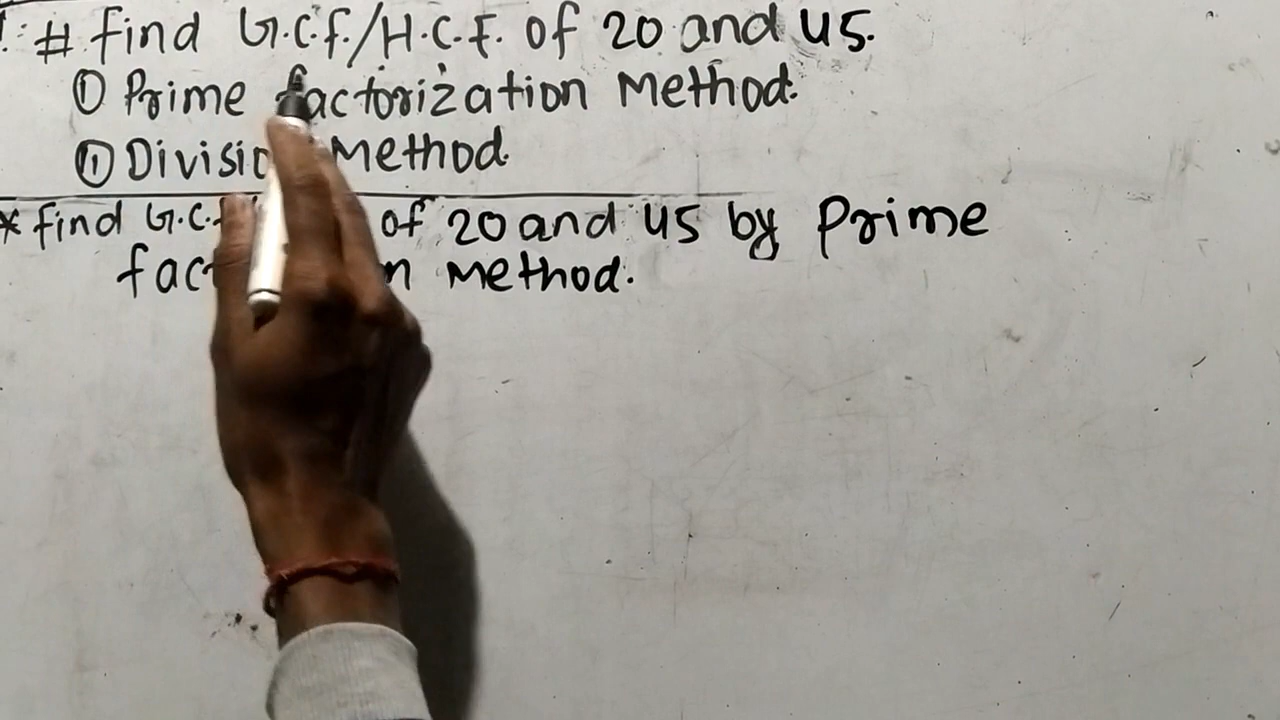 # find G.C.f./H.C.F. of 20 and 45.
① Prime factorization Method.
① Division Method
* find G.C.f of 20 and 45 by Prime
method.